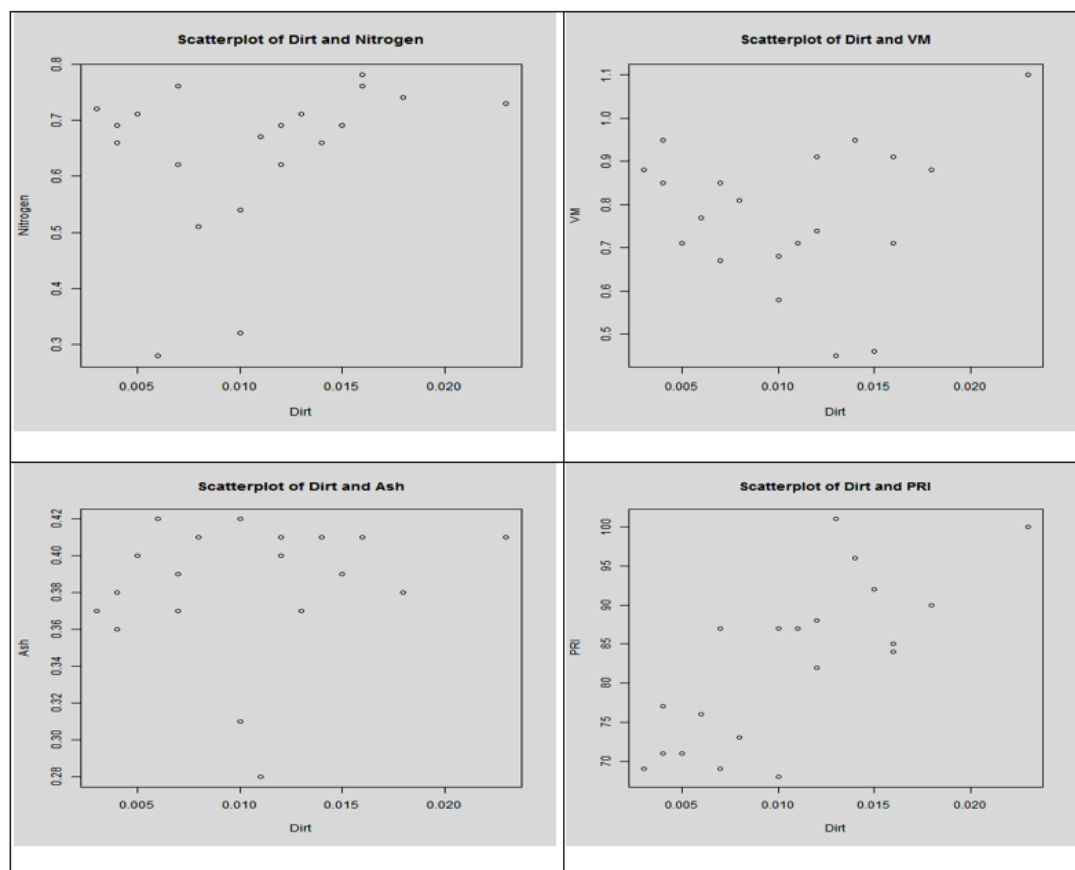 Scatterplot of Dirt and Nitrogen
0.8
0.7
0.6
0.5
0.4
0.3
Nitrogen
0.005 0.010 0.015 0.020
Dirt
Scatterplot of Dirt and VM
1.1
1.0
0.9
0.8
0.7
0.6
0.5
VM
0.005 0.010 0.015 0.020
Dirt
Scatterplot of Dirt and Ash
0.42
0.40
0.38
0.36
0.34
0.32
0.30
0.28
Ash
0.005 0.010 0.015 0.020
Dirt
Scatterplot of Dirt and PRI
100
95
90
85
80
75
70
PRI
0.005 0.010 0.015 0.020
Dirt